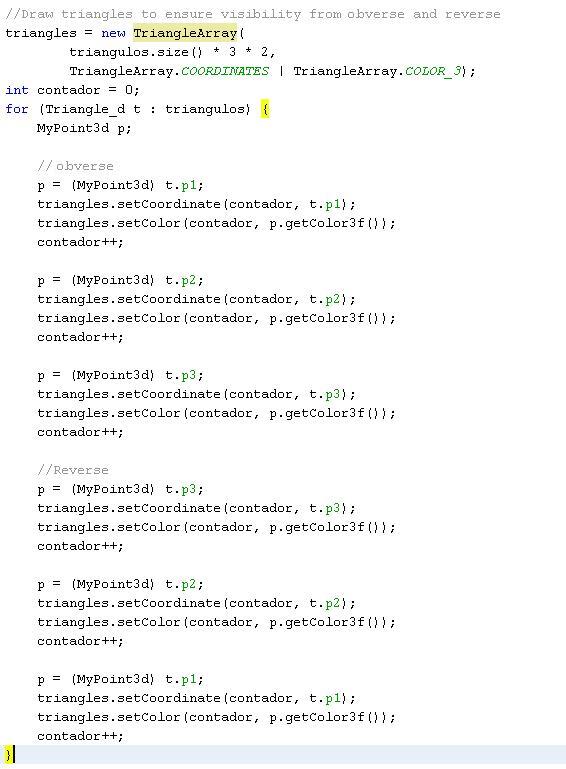 //Draw triangles to ensure visibility from obverse and reverse
triangles = new TriangleArray(
triangulos.size() * 3 * 2,
TriangleArray.COORDINATES | TriangleArray.COLOR_3);
int contador = 0;
for (Triangle_d t : triangulos) {
MyPoint3d p;
// obverse
p = (MyPoint3d) t.p1;
triangles.setCoordinate(contador, t.p1);
triangles.setColor(contador, p.getColor3f());
contador++;
p = (MyPoint3d) t.p2;
triangles.setCoordinate(contador, t.p2);
triangles.setColor(contador, p.getColor3f());
contador++;
p = (MyPoint3d) t.p3;
triangles.setCoordinate(contador, t.p3);
triangles.setColor(contador, p.getColor3f());
contador++;
//Reverse
p = (MyPoint3d) t.p3;
triangles.setCoordinate(contador, t.p3);
triangles.setColor(contador, p.getColor3f());
contador++;
p = (MyPoint3d) t.p2;
triangles.setCoordinate(contador, t.p2);
triangles.setColor(contador, p.getColor3f());
contador++;
p = (MyPoint3d) t.p1;
triangles.setCoordinate(contador, t.p1);
triangles.setColor(contador, p.getColor3f());
contador++;
}